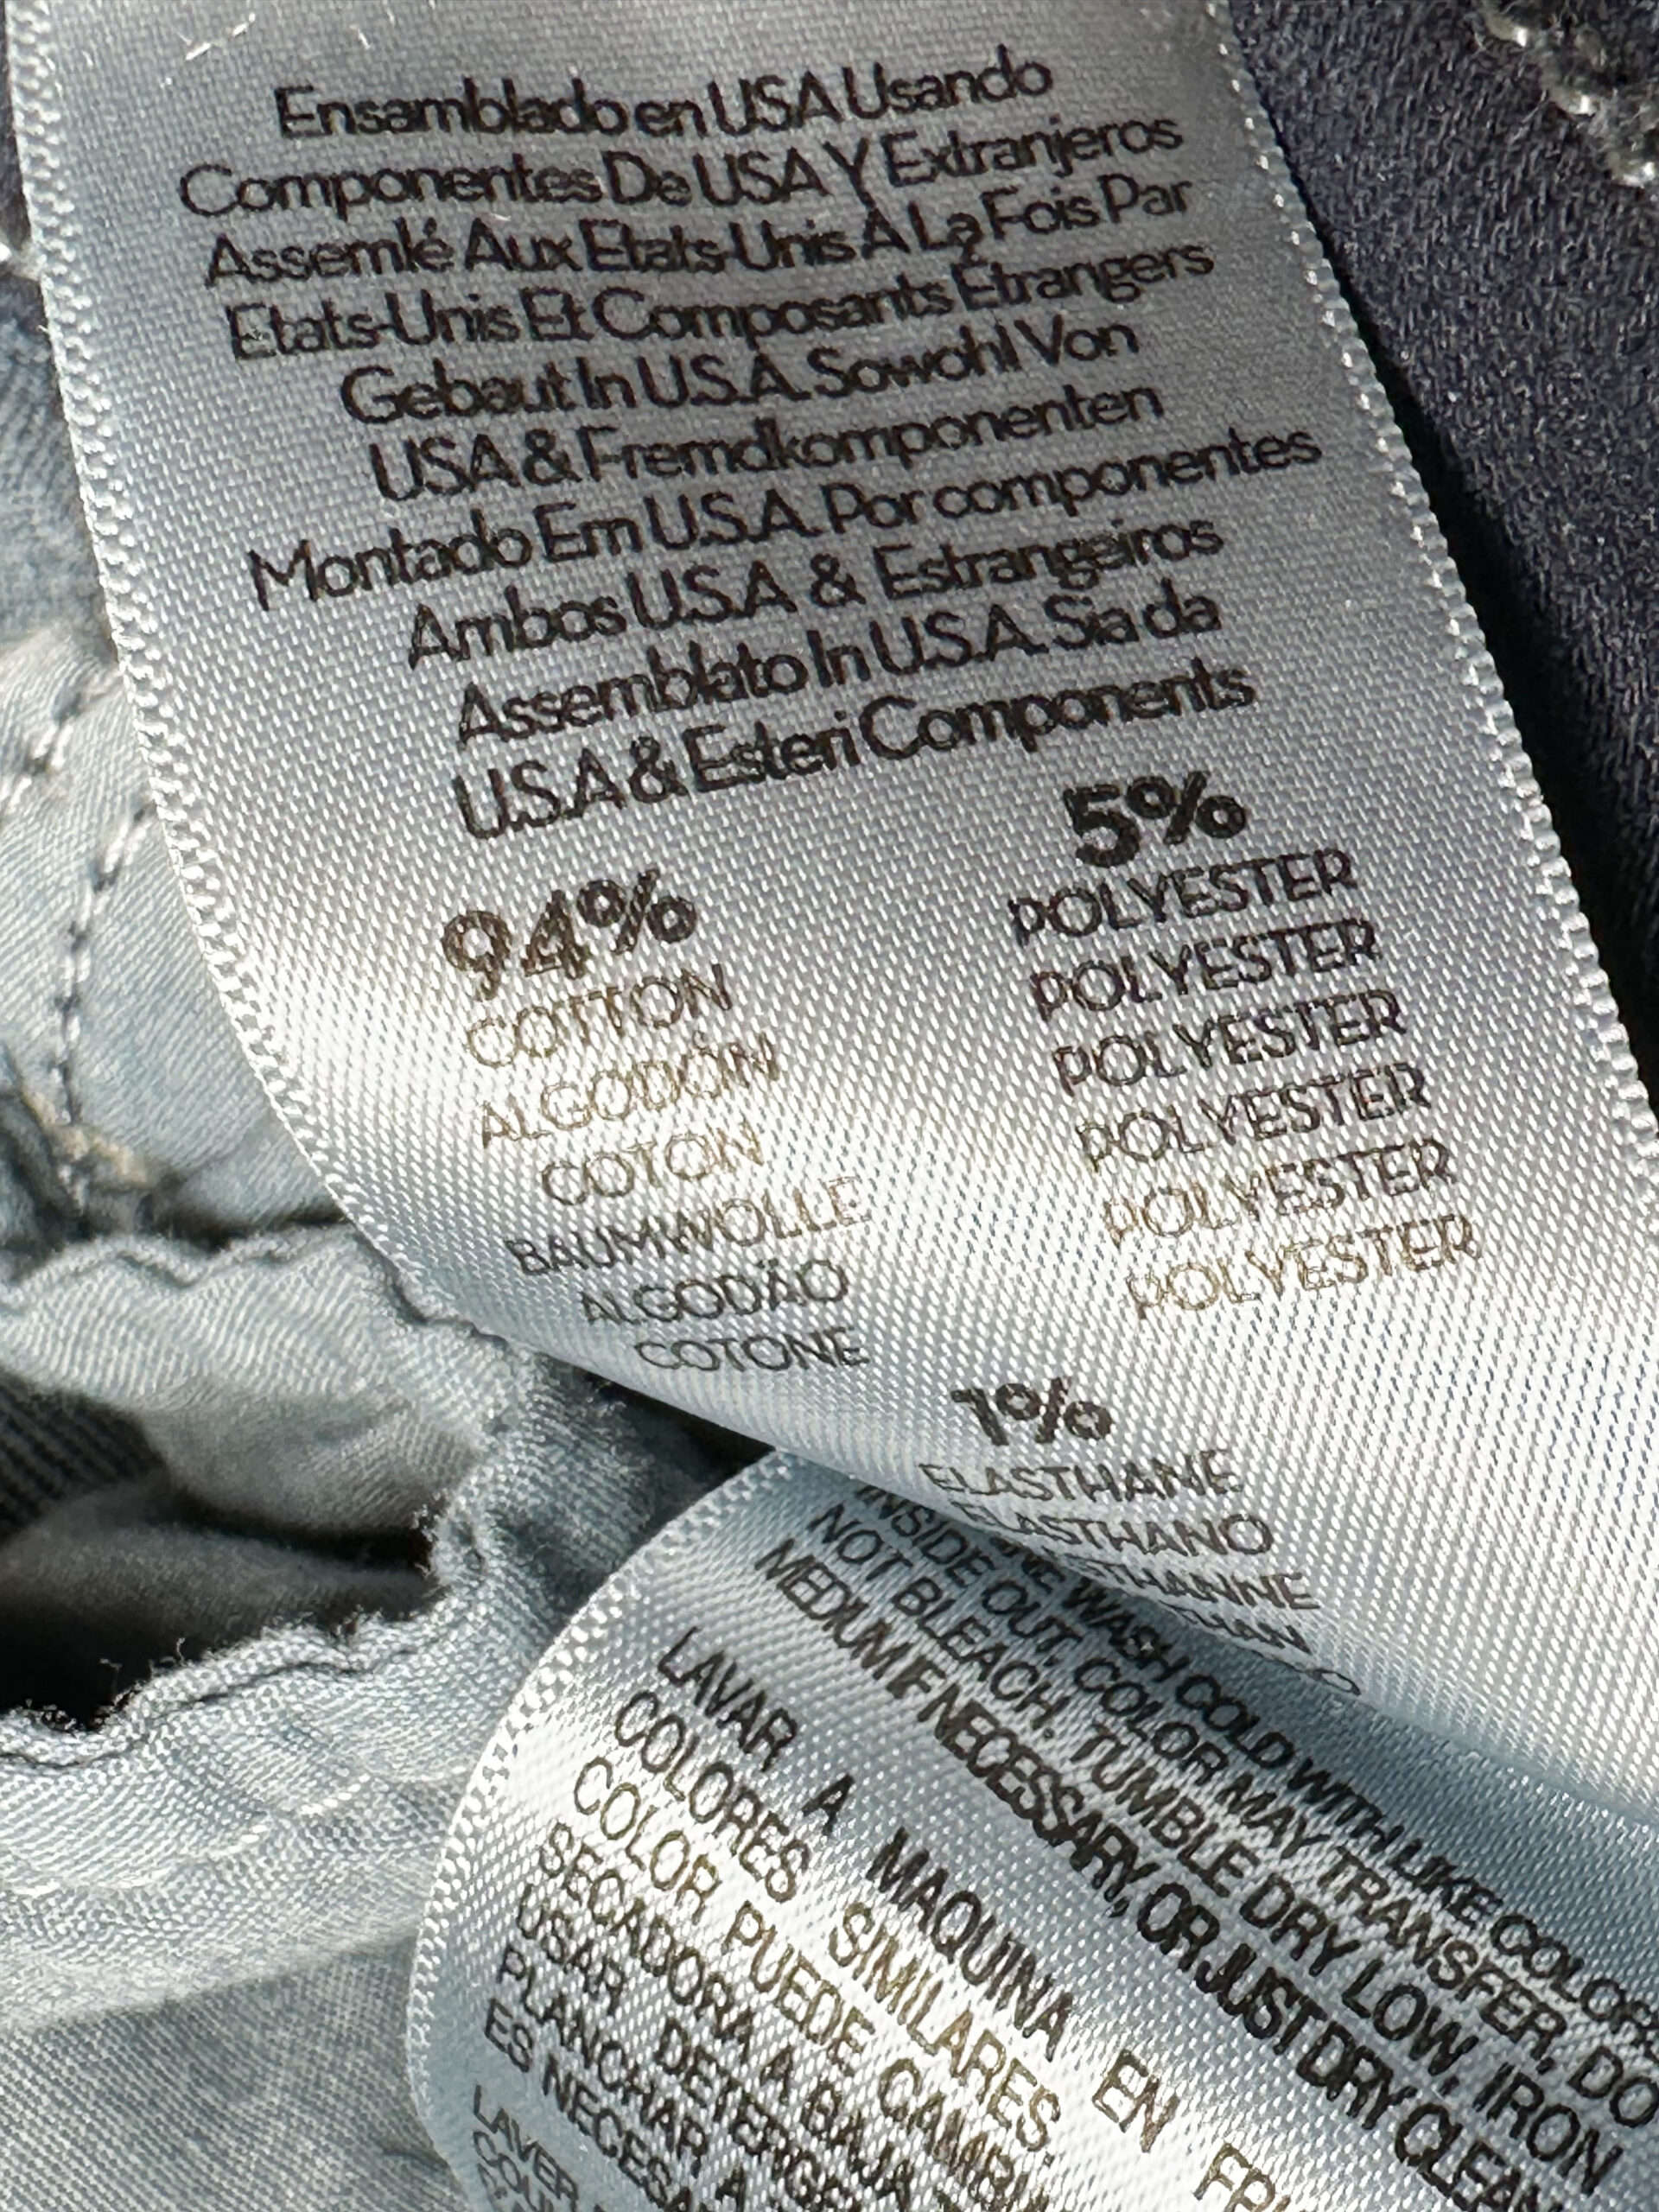 Ensamblado en USA Usando
Componentes De USA Y Extranjeros
Assemlé Aux Etats-Unis À La Fois Par
Etats-Unis Et Composants Étrangers
Gebaut In U.S.A. Sowohl Von
USA & Fremdkomponenten
Montado Em U.S.A. Por componentes
Ambos U.S.A & Estrangeiros
Assemblato In U.S.A. Sia da
U.S.A & Esteri Components
94%
COTTON
ALGODÓN
COTON
BAUMWOLLE
ALGODÃO
COTONE
5%
POLYESTER
POLYESTER
POLYESTER
POLYESTER
POLYESTER
POLYESTER
1%
ELASTHANE
ELASTHANO
WASH COLD WITH LIKE COLORS
INSIDE OUT. COLOR MAY TRANSFER, DO
NOT BLEACH. TUMBLE DRY LOW, IRON
MEDIUM IF NECESSARY, OR JUST DRY CLEAN
LAVAR A MAQUINA EN
COLORES SIMILARES
COLOR PUEDE
SECADORA A BAJA
USAR
PLANCHAR A
ES
LAVER